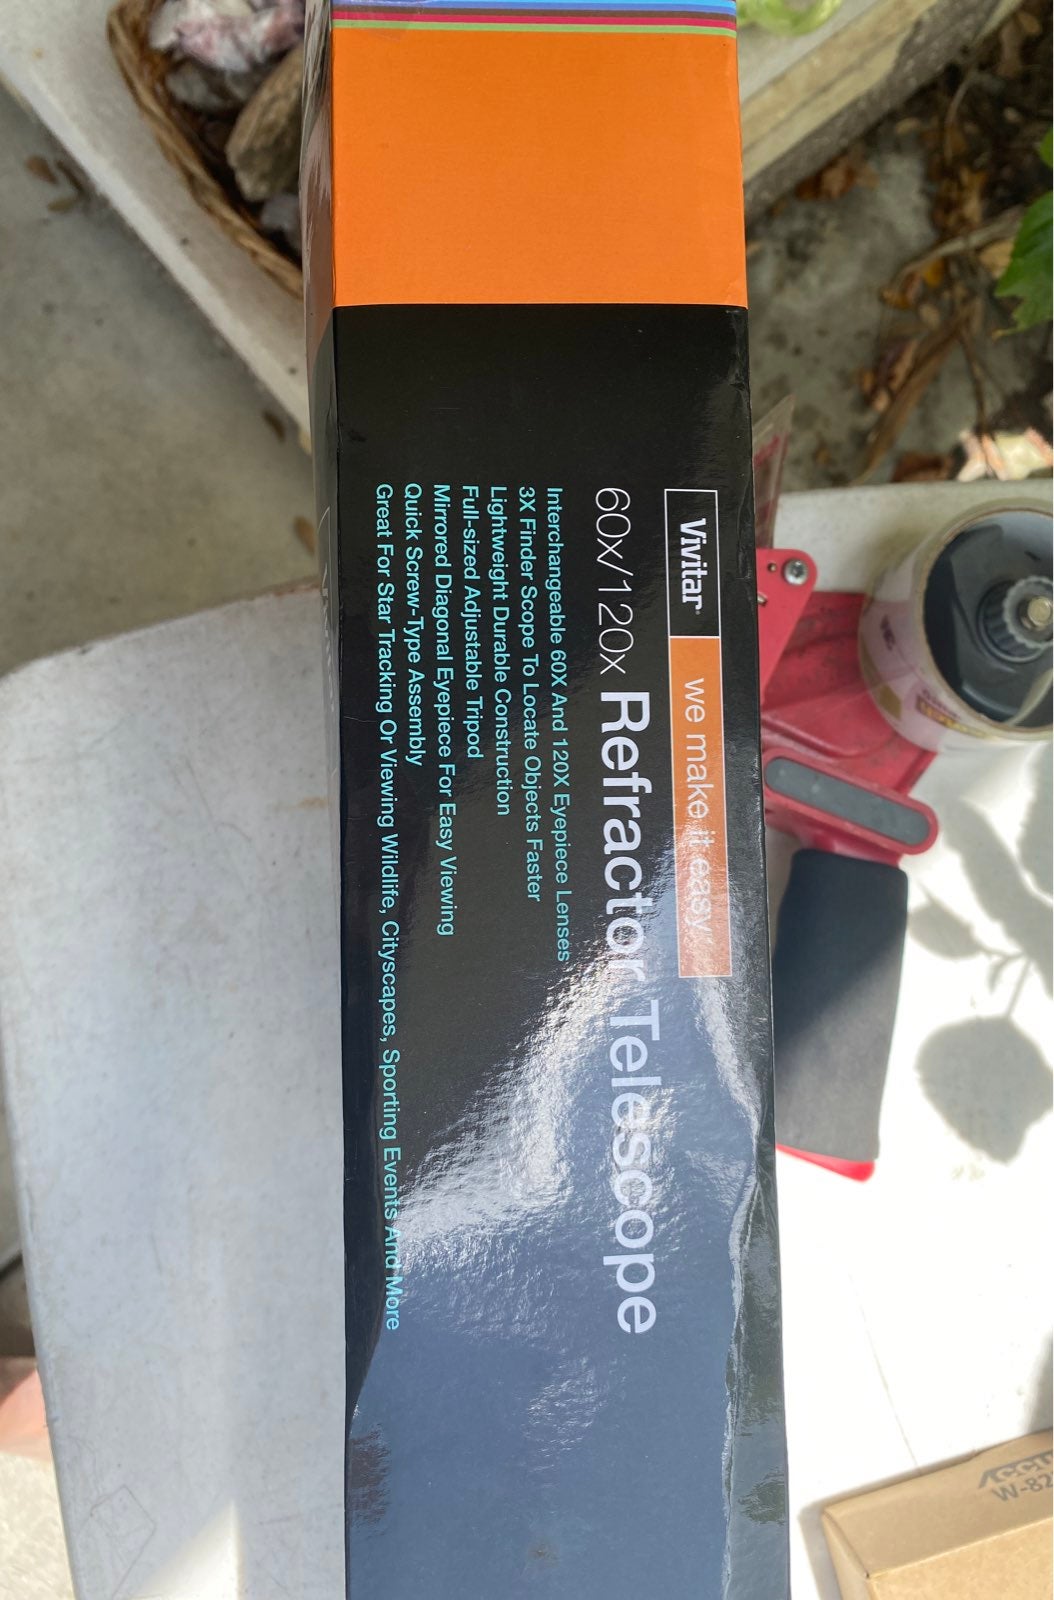 Vivitar we make it easy
60x/120x Refractor Telescope
Interchangeable 60X And 120X Eyepiece Lenses
3X Finder Scope To Locate Objects Faster
Lightweight Durable Construction
Full-sized Adjustable Tripod
Mirrored Diagonal Eyepiece For Easy Viewing
Quick Screw-Type Assembly
Great For Star Tracking Or Viewing Wildlife, Cityscapes, Sporting Events And More